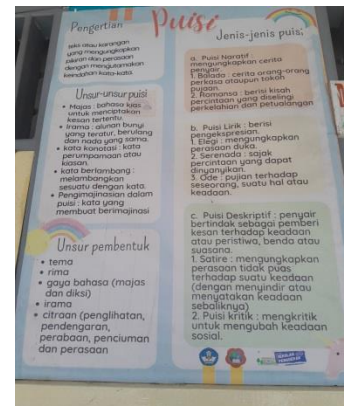 Puisi
Pengertian
teks atau karangan
yang mengungkapkan
pikiran dan perasaan
dengan mengutamakan
keindahan kata-kata.
Unsur-unsur puisi
• Majas : bahasa kias
untuk menciptakan
kesan tertentu.
• Irama : alunan bunyi
yang teratur, berulang
dan nada yang sama.
• kata konotasi : kata
perumpamaan atau
kiasan.
• kata berlambang :
melambangkan
sesuatu dengan kata.
• Pengimajinasian dalam
puisi : kata yang
membuat berimajinasi
Unsur pembentuk
• tema
• rima
• gaya bahasa (majas
dan diksi)
• irama
• citraan (penglihatan,
pendengaran,
perabaan, penciuman
dan perasaan
Jenis-jenis puisi
a. Puisi Naratif :
mengungkapkan cerita
penyair
1. Balada : cerita orang-orang
perkasa ataupun tokoh
pujaan.
2. Romansa : berisi kisah
percintaan yang diselingi
perkelahian dan petualangan
b. Puisi Lirik : berisi
pengekspresian.
1. Elegi : mengungkapkan
perasaan duka.
2. Serenada : sajak
percintaan yang dapat
dinyanyikan.
3. Ode : pujian terhadap
seseorang, suatu hal atau
keadaan.
c. Puisi Deskriptif : penyair
bertindak sebagai pemberi
kesan terhadap keadaan
atau peristiwa, benda atau
suasana.
1. Satire : mengungkapkan
perasaan tidak puas
terhadap suatu keadaan
(dengan menyindir atau
menyatakan keadaan
sebaliknya)
2. Puisi kritik : mengkritik
untuk mengubah keadaan
sosial.